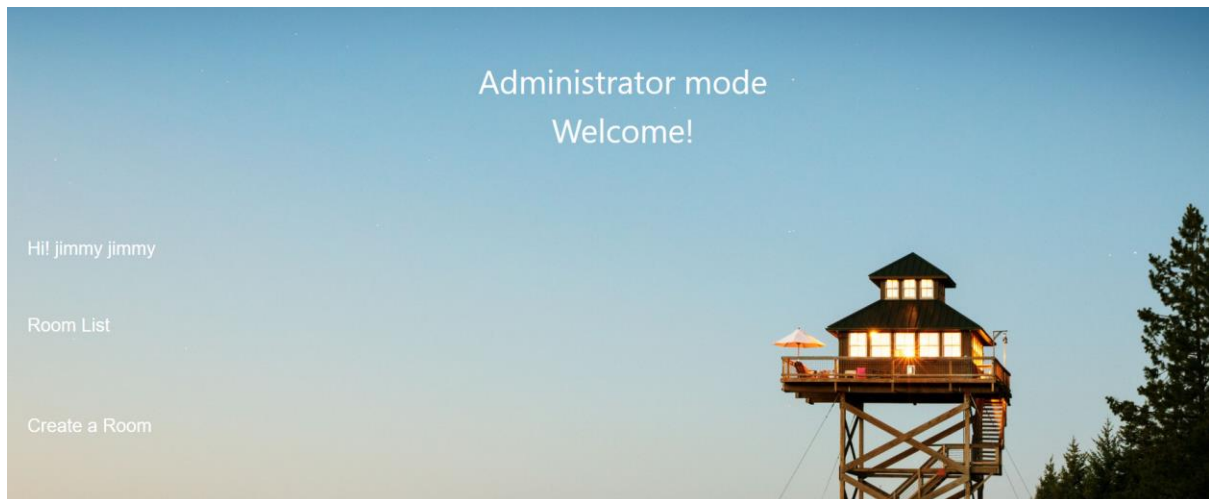 Administrator mode
Welcome!
Hi! jimmy jimmy
Room List
Create a Room